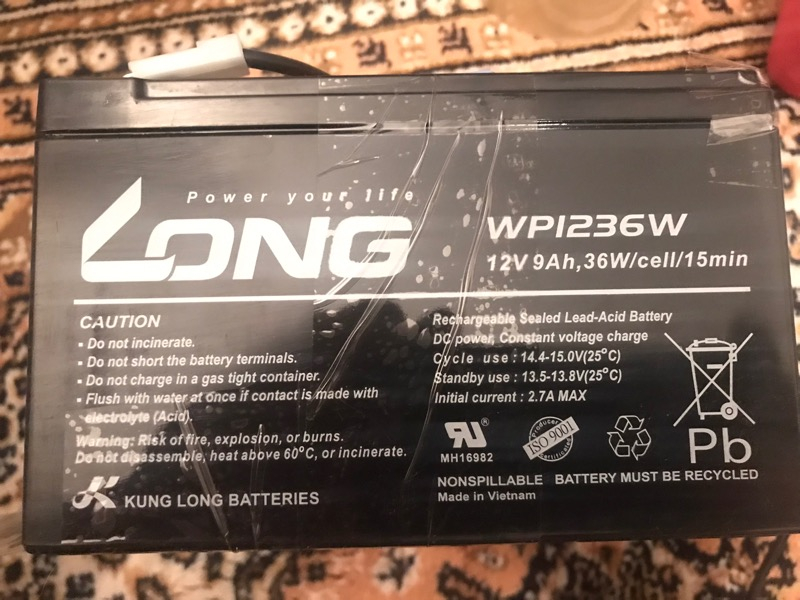 Power your life
LONG
WP1236W
12V 9Ah,36W/cell/15min
CAUTION
▪ Do not incinerate.
▪ Do not short the battery terminals.
▪ Do not charge in a gas tight container.
▪ Flush with water at once if contact is made with
electrolyte (Acid).
Warning: Risk of fire, explosion, or burns.
Do not disassemble, heat above 60°C, or incinerate.
KUNG LONG BATTERIES
Rechargeable Sealed Lead-Acid Battery
DC power, Constant voltage charge
Cycle use : 14.4-15.0V(25°C)
Standby use : 13.5-13.8V(25°C)
Initial current : 2.7A MAX
MH16982
Producer
ISO 9001
Certificated
Pb
NONSPILLABLE BATTERY MUST BE RECYCLED
Made in Vietnam